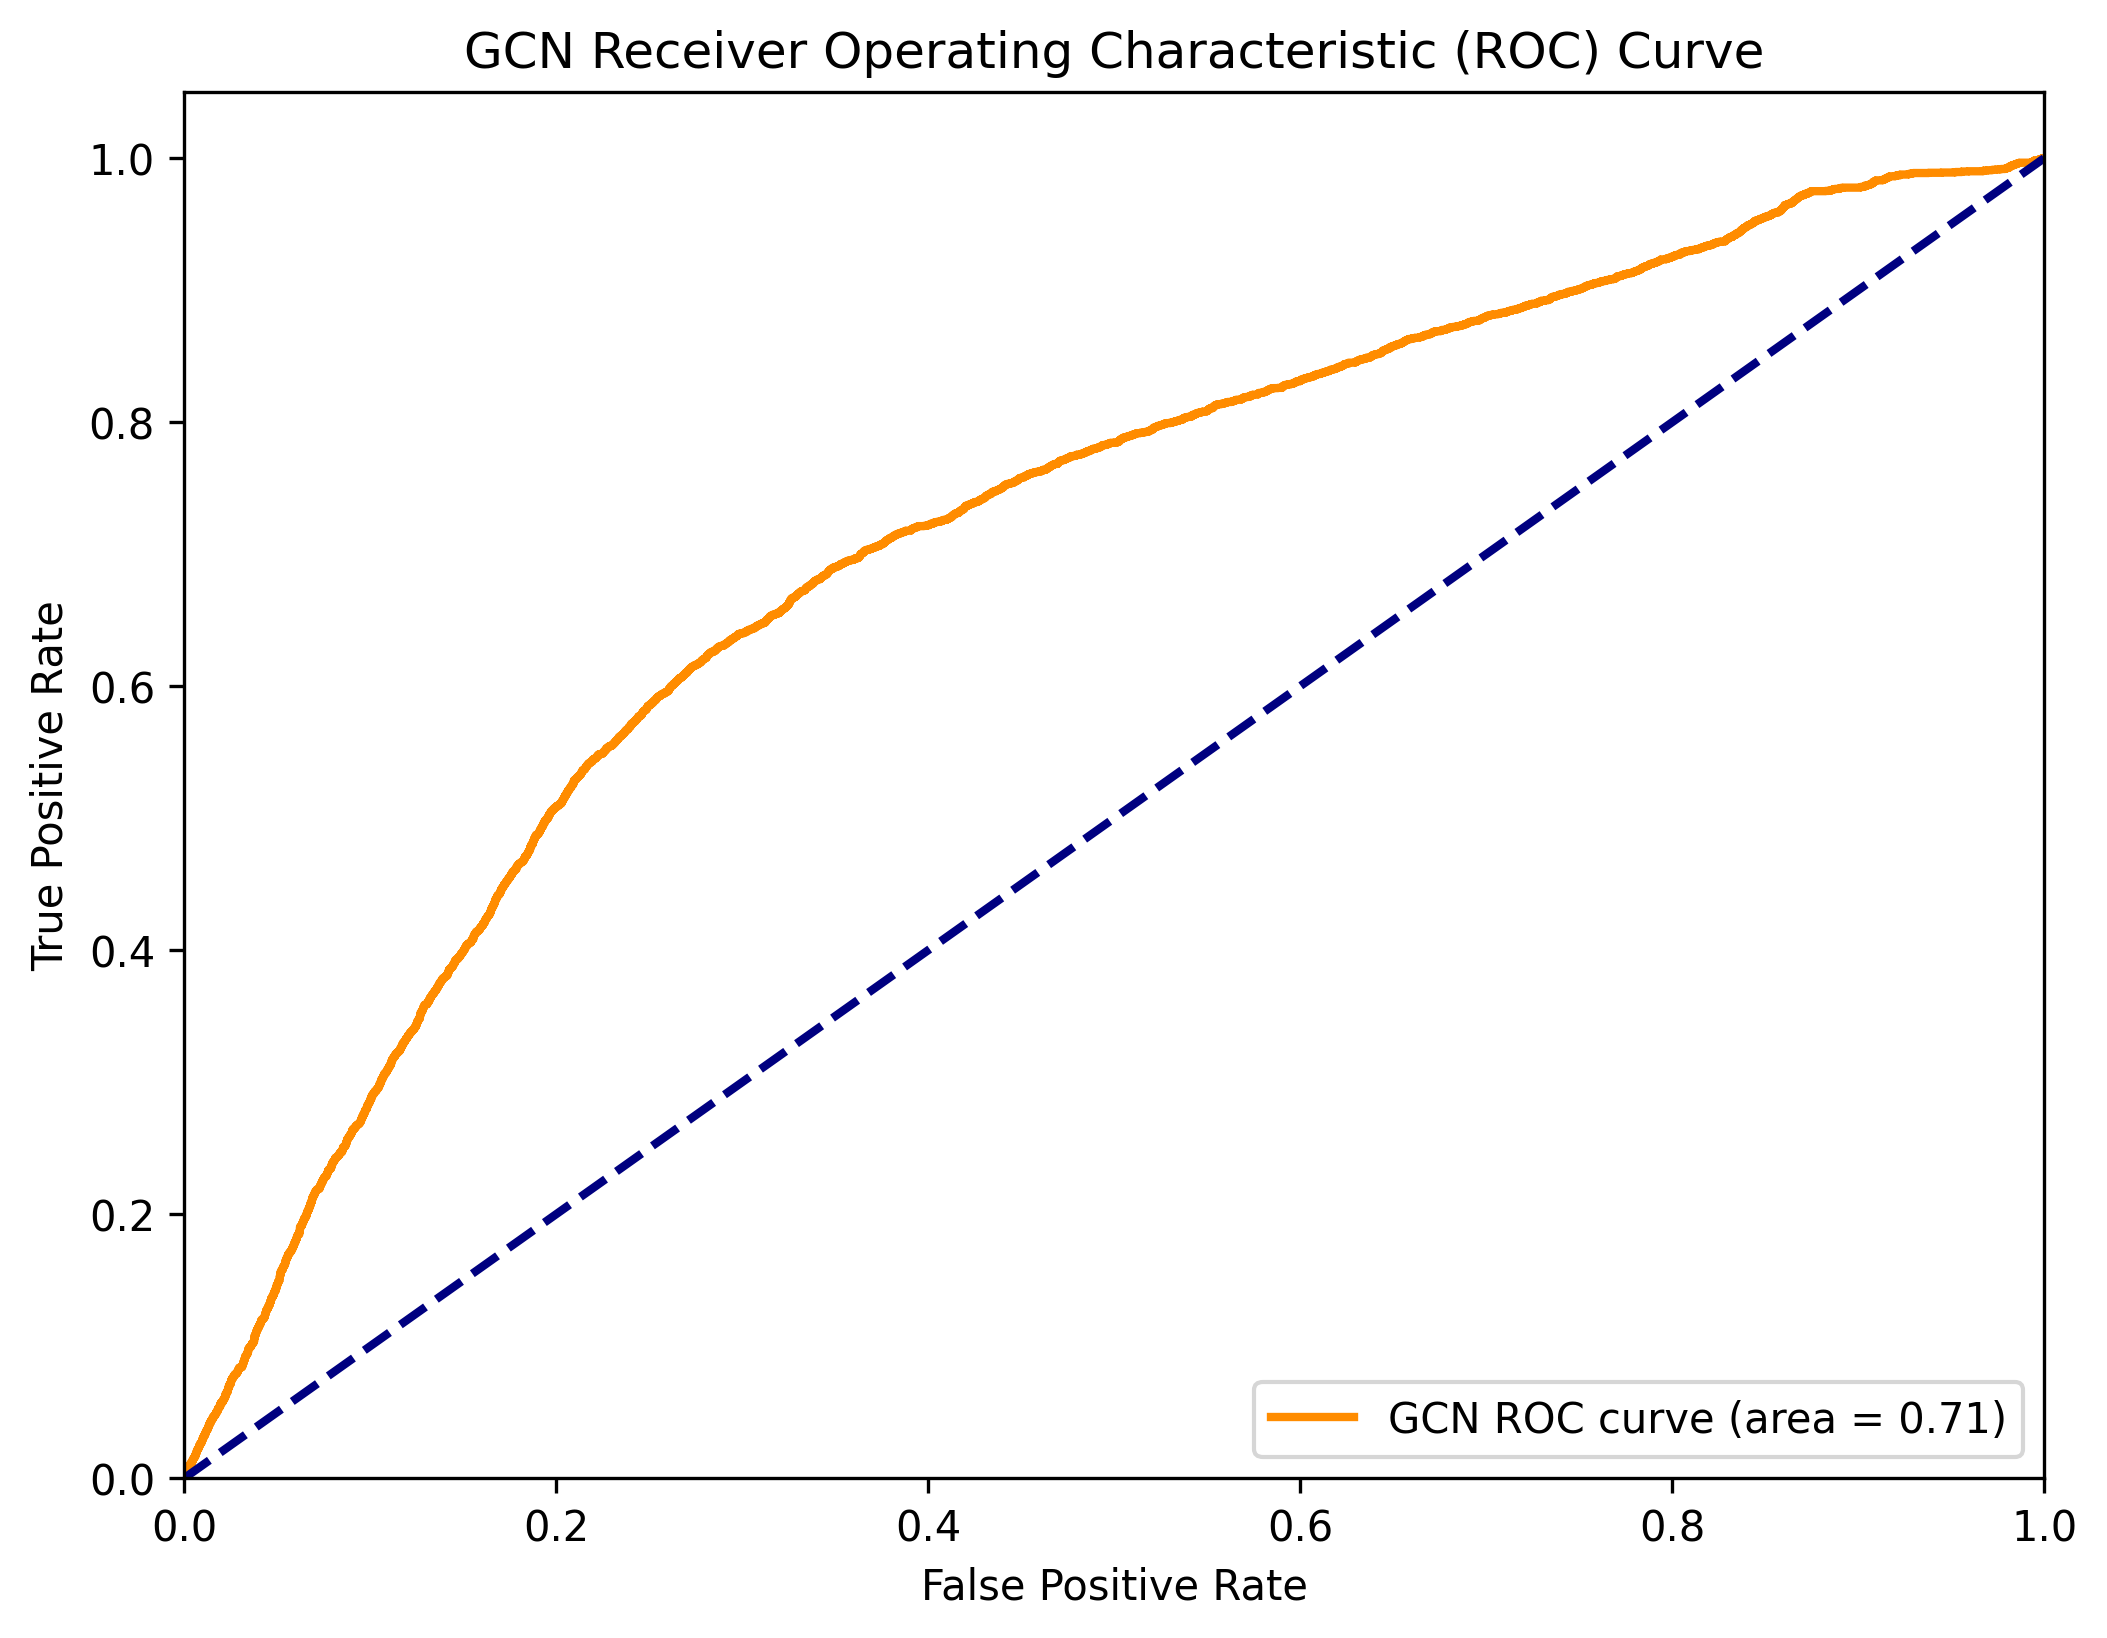 GCN Receiver Operating Characteristic (ROC) Curve
1.0
0.8
0.6
0.4
0.2
0.0
True Positive Rate
GCN ROC curve (area = 0.71)
0.0 0.2 0.4 0.6 0.8 1.0
False Positive Rate